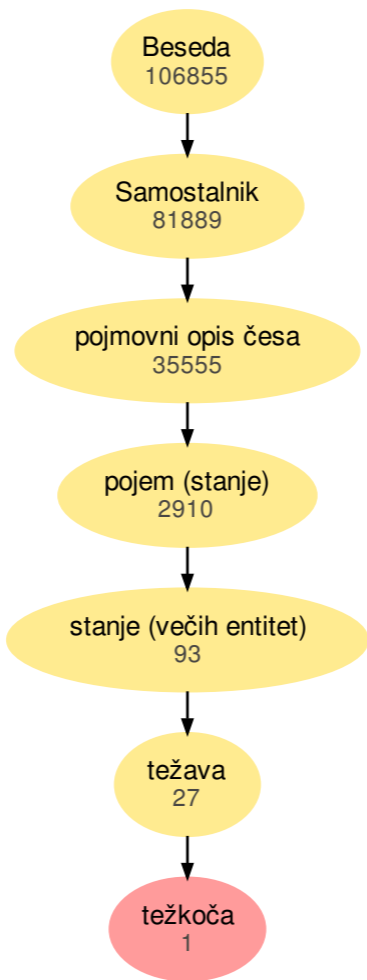 Beseda
106855
Samostalnik
81889
pojmovni opis česa
35555
pojem (stanje)
2910
stanje (večih entitet)
93
težava
27
težkoča
1